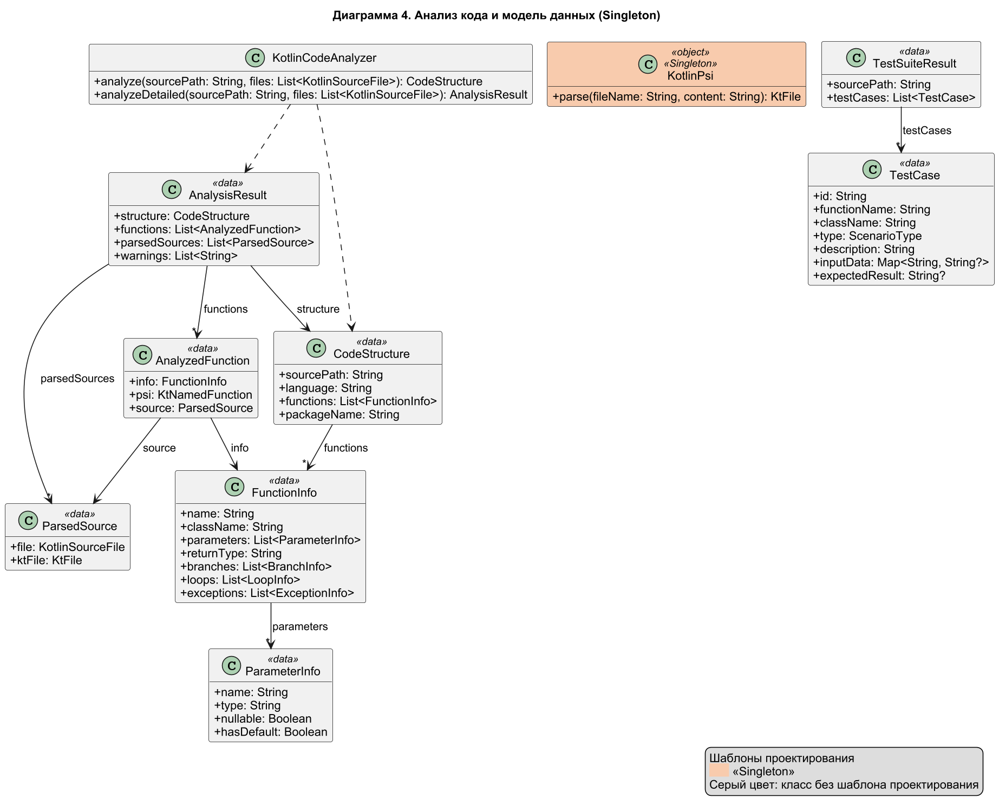 Диаграмма 4. Анализ кода и модель данных (Singleton)
C KotlinCodeAnalyzer
+analyze(sourcePath: String, files: List<KotlinSourceFile>): CodeStructure
+analyzeDetailed(sourcePath: String, files: List<KotlinSourceFile>): AnalysisResult
«object»
«Singleton»
C KotlinPsi
+parse(fileName: String, content: String): KtFile
«data»
C TestSuiteResult
+sourcePath: String
+testCases: List<TestCase>
testCases
*
«data»
C TestCase
+id: String
+functionName: String
+className: String
+type: ScenarioType
+description: String
+inputData: Map<String, String?>
+expectedResult: String?
«data»
C AnalysisResult
+structure: CodeStructure
+functions: List<AnalyzedFunction>
+parsedSources: List<ParsedSource>
+warnings: List<String>
functions
*
structure
parsedSources
*
«data»
C AnalyzedFunction
+info: FunctionInfo
+psi: KtNamedFunction
+source: ParsedSource
«data»
C CodeStructure
+sourcePath: String
+language: String
+functions: List<FunctionInfo>
+packageName: String
source
info
functions
*
«data»
C ParsedSource
+file: KotlinSourceFile
+ktFile: KtFile
«data»
C FunctionInfo
+name: String
+className: String
+parameters: List<ParameterInfo>
+returnType: String
+branches: List<BranchInfo>
+loops: List<LoopInfo>
+exceptions: List<ExceptionInfo>
parameters
*
«data»
C ParameterInfo
+name: String
+type: String
+nullable: Boolean
+hasDefault: Boolean
Шаблоны проектирования
«Singleton»
Серый цвет: класс без шаблона проектирования